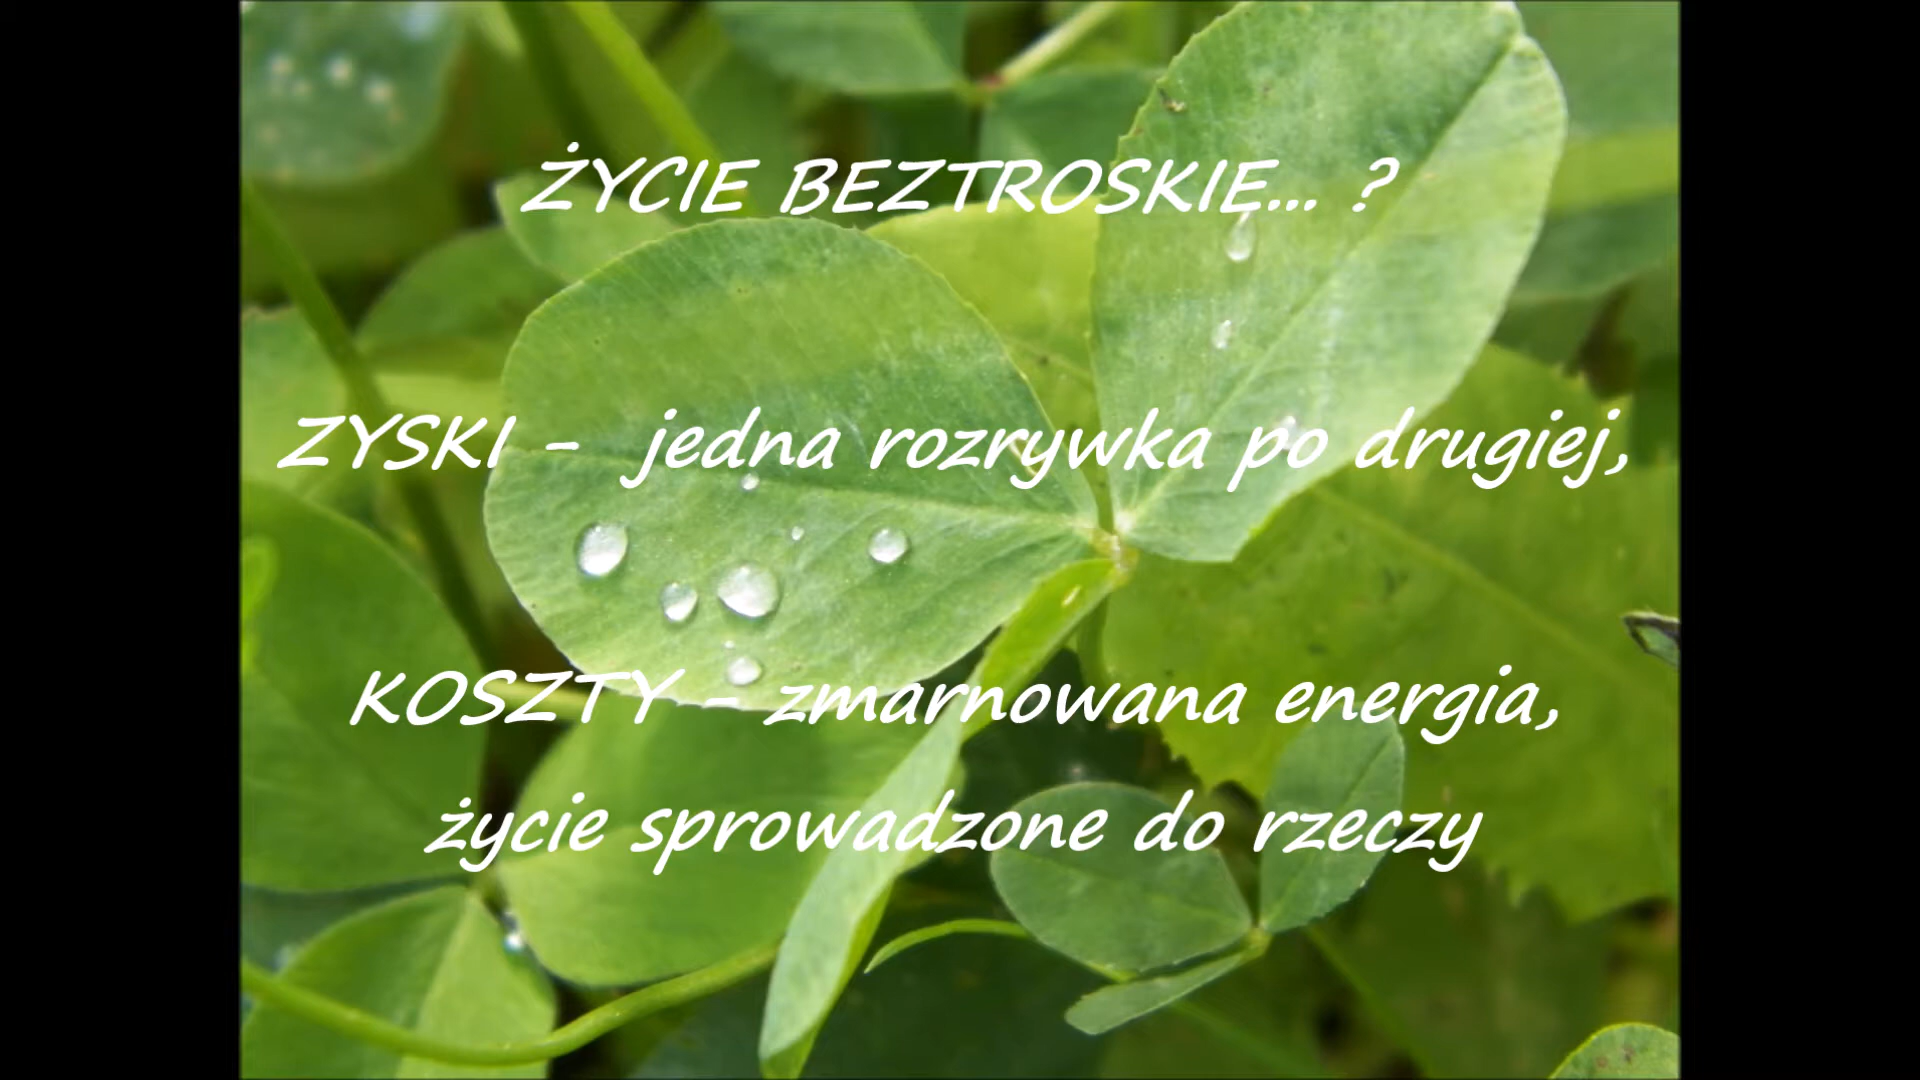 ŻYCIE BEZTROSKIE... ?
ZYSKI - jedna rozrywka po drugiej,
KOSZTY - zmarnowana energia,
życie sprowadzone do rzeczy